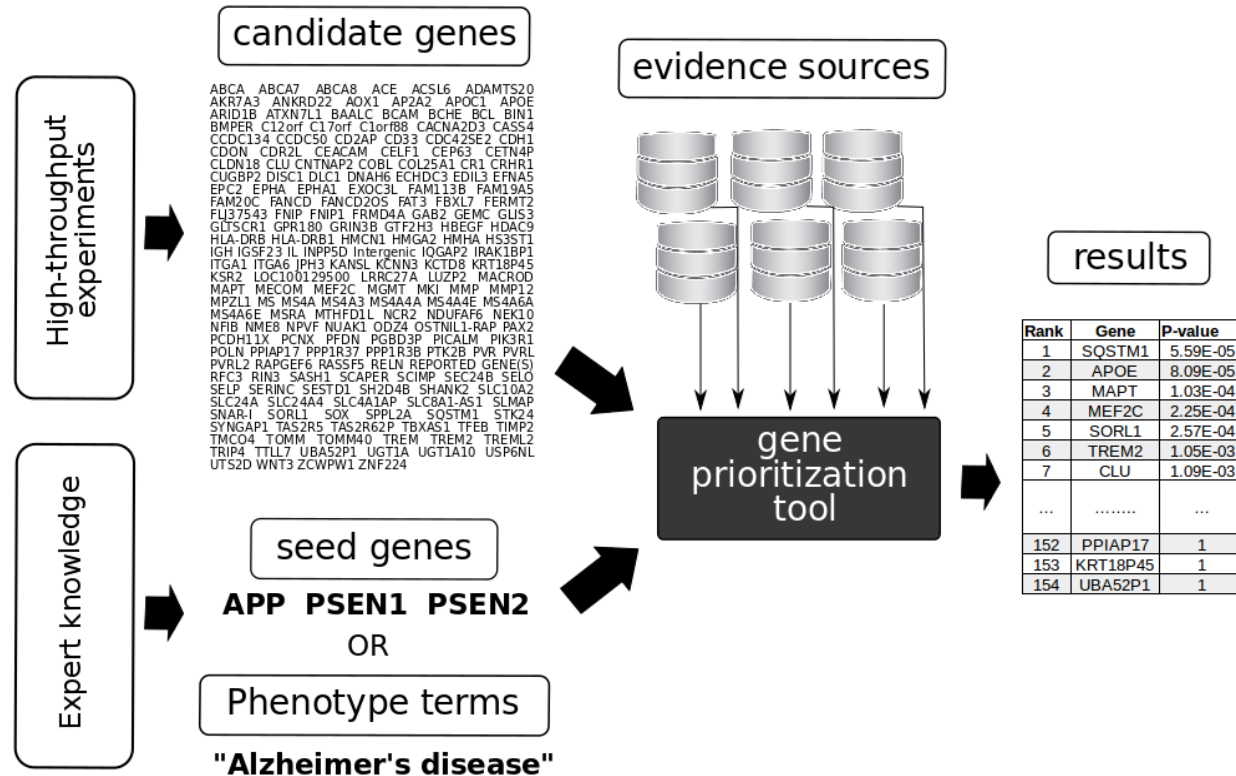 High-throughput
experiments
candidate genes
ABCA ABCA7 ABCA8 ACE ACSL6 ADAMTS20
AKR7A3 ANKRD22 AOX1 AP2A2 APOC1 APOE
ARID1B ATXN7L1 BAALC BCAM BCHE BCL BIN1
BMPER C12orf C17orf C1orf88 CACNA2D3 CASS4
CCDC134 CCDC50 CD2AP CD33 CDC42SE2 CDH1
CDON CDR2L CEACAM CELF1 CEP63 CETN4P
CLDN18 CLU CNTNAP2 COBL COL25A1 CR1 CRHR1
CUGBP2 DISC1 DLC1 DNAH6 ECHDC3 EDIL3 EFNA5
EPC2 EPHA EPHA1 EXOC3L FAM113B FAM19A5
FAM20C FANCD FANCD2OS FAT3 FBXL7 FERMT2
FLJ37543 FNIP FNIP1 FRMD4A GAB2 GEMC GLIS3
GLTSCR1 GPR180 GRIN3B GTF2H3 HBEGF HDAC9
HLA-DRB HLA-DRB1 HMCN1 HMGA2 HMHA HS3ST1
IGH IGSF23 IL INPP5D Intergenic IQGAP2 IRAK1BP1
ITGA1 ITGA6 JPH3 KANSL KCNN3 KCTD8 KRT18P45
KSR2 LOC100129500 LRRC27A LUZP2 MACROD
MAPT MECOM MEF2C MGMT MKI MMP MMP12
MPZL1 MS MS4A MS4A3 MS4A4A MS4A4E MS4A6A
MS4A6E MSRA MTHFD1L NCR2 NDUFAF6 NEK10
NFIB NME8 NPVF NUAK1 ODZ4 OSTNIL1-RAP PAX2
PCDH11X PCNX PFDN PGBD3P PICALM PIK3R1
POLN PPIAP17 PPP1R37 PPP1R3B PTK2B PVR PVRL
PVRL2 RAPGEF6 RASSF5 RELN REPORTED GENE(S)
RFC3 RIN3 SASH1 SCAPER SCIMP SEC24B SELO
SELP SERINC SESTD1 SH2D4B SHANK2 SLC10A2
SLC24A SLC24A4 SLC4A1AP SLC8A1-AS1 SLMAP
SNAR-I SORL1 SOX SPPL2A SQSTM1 STK24
SYNGAP1 TAS2R5 TAS2R62P TBXAS1 TFEB TIMP2
TMCO4 TOMM TOMM40 TREM TREM2 TREML2
TRIP4 TTLL7 UBA52P1 UGT1A UGT1A10 USP6NL
UTS2D WNT3 ZCWPW1 ZNF224
Expert knowledge
seed genes
APP PSEN1 PSEN2
OR
Phenotype terms
"Alzheimer's disease"
evidence sources
gene
prioritization
tool
results
Rank Gene P-value
1 SQSTM1 5.59E-05
2 APOE 8.09E-05
3 MAPT 1.03E-04
4 MEF2C 2.25E-04
5 SORL1 2.57E-04
6 TREM2 1.05E-03
7 CLU 1.09E-03
... ........ ...
152 PPIAP17 1
153 KRT18P45 1
154 UBA52P1 1